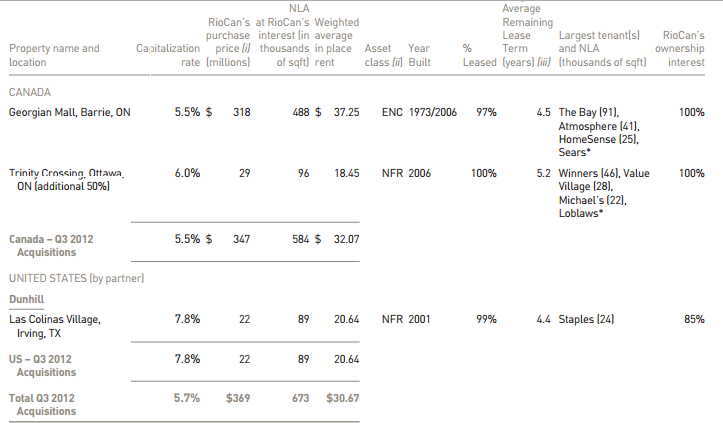 NLA Average
RioCan's at RioCan's Weighted Remaining
purchase interest (in average Lease Largest tenant(s) RioCan's
Property name and Capitalization price (i) thousands in place Asset Year % Term and NLA ownership
location rate (millions) of sqft) rent class (ii) Built Leased (years) (iii) (thousands of sqft) interest
CANADA
Georgian Mall, Barrie, ON 5.5% $ 318 488 $ 37.25 ENC 1973/2006 97% 4.5 The Bay (91), 100%
Atmosphere (41),
HomeSense (25),
Sears*
Trinity Crossing, Ottawa, 6.0% 29 96 18.45 NFR 2006 100% 5.2 Winners (46), Value 100%
ON (additional 50%) Village (28),
Michael's (22),
Loblaws*
Canada – Q3 2012 5.5% $ 347 584 $ 32.07
Acquisitions
UNITED STATES (by partner)
Dunhill
Las Colinas Village, 7.8% 22 89 20.64 NFR 2001 99% 4.4 Staples (24) 85%
Irving, TX
US – Q3 2012 7.8% 22 89 20.64
Acquisitions
Total Q3 2012 5.7% $369 673 $30.67
Acquisitions